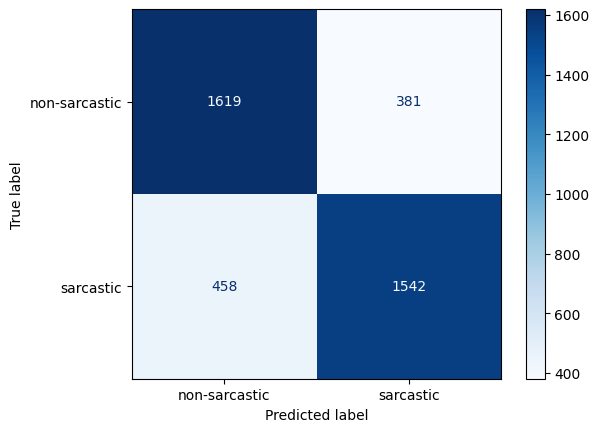 non-sarcastic
sarcastic
True label
1619
381
458
1542
non-sarcastic
sarcastic
Predicted label
1600
1400
1200
1000
800
600
400